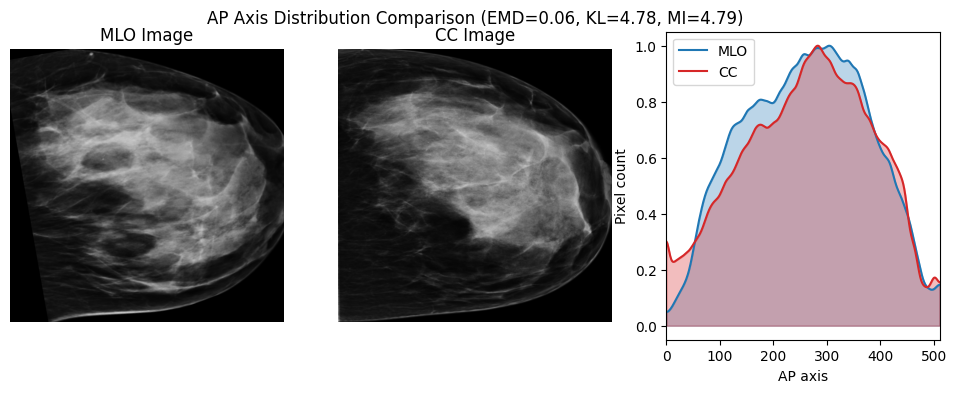 AP Axis Distribution Comparison (EMD=0.06, KL=4.78, MI=4.79)
MLO Image
CC Image
MLO
CC
Pixel count
1.0
0.8
0.6
0.4
0.2
0.0
0 100 200 300 400 500
AP axis